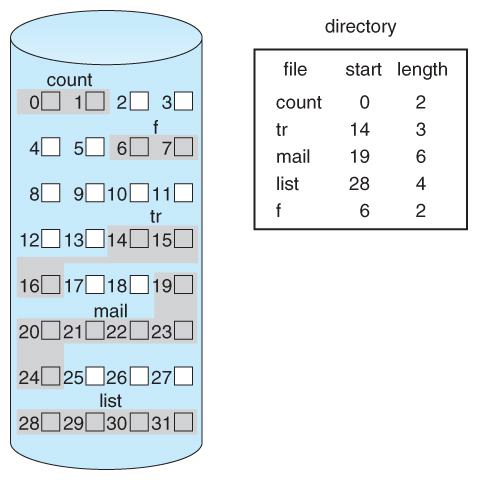 count
0 1 2 3
f
4 5 6 7
8 9 10 11
tr
12 13 14 15
16 17 18 19
mail
20 21 22 23
24 25 26 27
list
28 29 30 31
directory
file start length
count 0 2
tr 14 3
mail 19 6
list 28 4
f 6 2